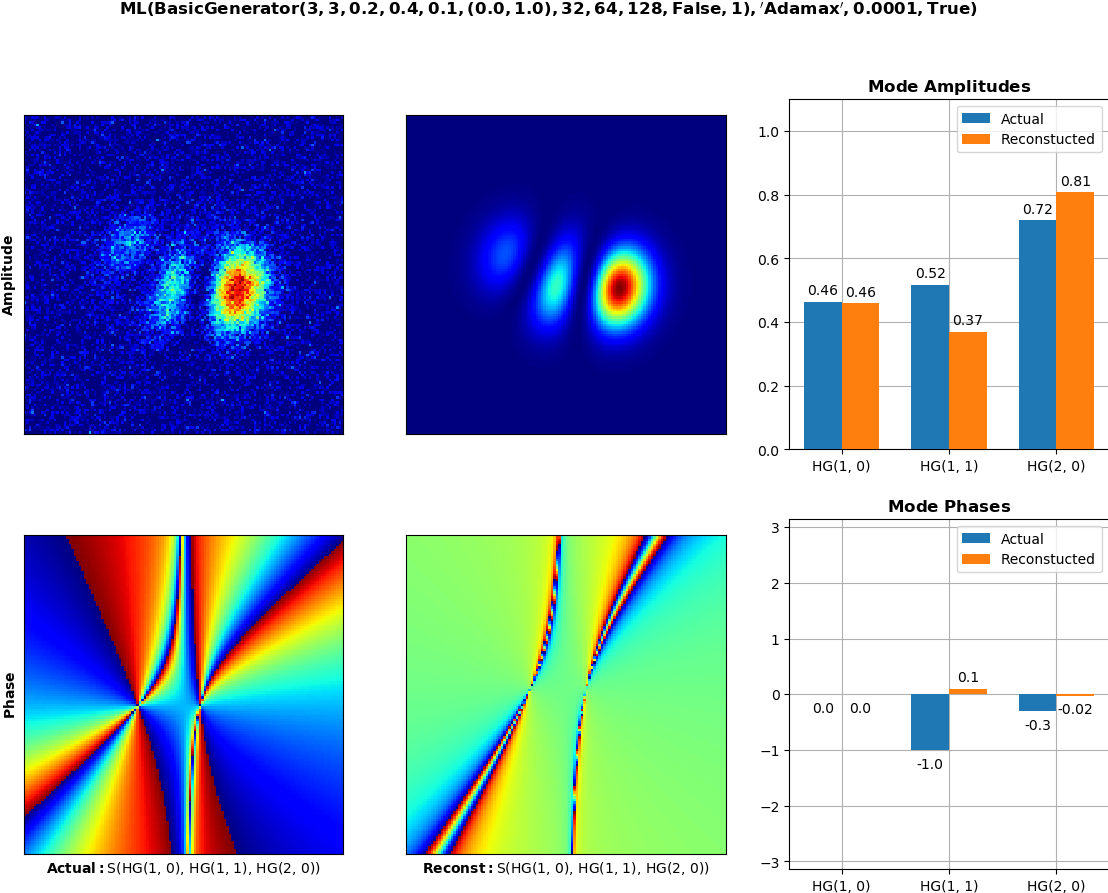 ML(BasicGenerator(3, 3, 0.2, 0.4, 0.1, (0.0, 1.0), 32, 64, 128, False, 1), ′Adamax′, 0.0001, True)
Amplitude
Mode Amplitudes
Actual
Reconstucted
1.0
0.8
0.6
0.4
0.2
0.0
0.46
0.46
0.52
0.37
0.72
0.81
HG(1, 0)
HG(1, 1)
HG(2, 0)
Phase
Actual: S(HG(1, 0), HG(1, 1), HG(2, 0))
Reconst: S(HG(1, 0), HG(1, 1), HG(2, 0))
Mode Phases
Actual
Reconstucted
3
2
1
0
−1
−2
−3
0.0
0.0
-1.0
0.1
-0.3
-0.02
HG(1, 0)
HG(1, 1)
HG(2, 0)